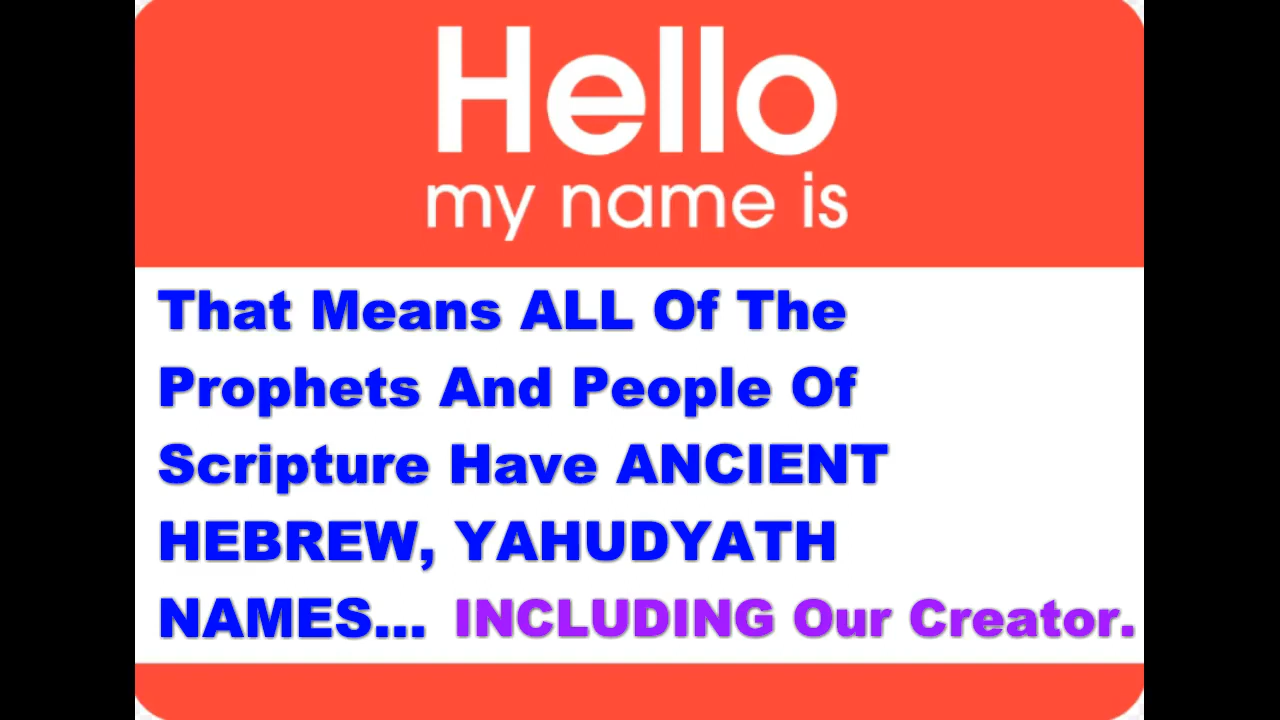 Hello
my name is
That Means ALL Of The
Prophets And People Of
Scripture Have ANCIENT
HEBREW, YAHUDYATH
NAMES... INCLUDING Our Creator.